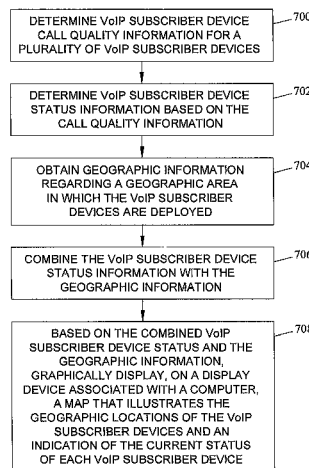 DETERMINE VoIP SUBSCRIBER DEVICE
CALL QUALITY INFORMATION FOR A
PLURALITY OF VoIP SUBSCRIBER DEVICES
700
DETERMINE VoIP SUBSCRIBER DEVICE
STATUS INFORMATION BASED ON THE
CALL QUALITY INFORMATION
702
OBTAIN GEOGRAPHIC INFORMATION
REGARDING A GEOGRAPHIC AREA
IN WHICH THE VoIP SUBSCRIBER
DEVICES ARE DEPLOYED
704
COMBINE THE VoIP SUBSCRIBER DEVICE
STATUS INFORMATION WITH THE
GEOGRAPHIC INFORMATION
706
BASED ON THE COMBINED VoIP
SUBSCRIBER DEVICE STATUS AND THE
GEOGRAPHIC INFORMATION,
GRAPHICALLY DISPLAY, ON A DISPLAY
DEVICE ASSOCIATED WITH A COMPUTER,
A MAP THAT ILLUSTRATES THE
GEOGRAPHIC LOCATIONS OF THE VoIP
SUBSCRIBER DEVICES AND AN
INDICATION OF THE CURRENT STATUS
OF EACH VoIP SUBSCRIBER DEVICE
708